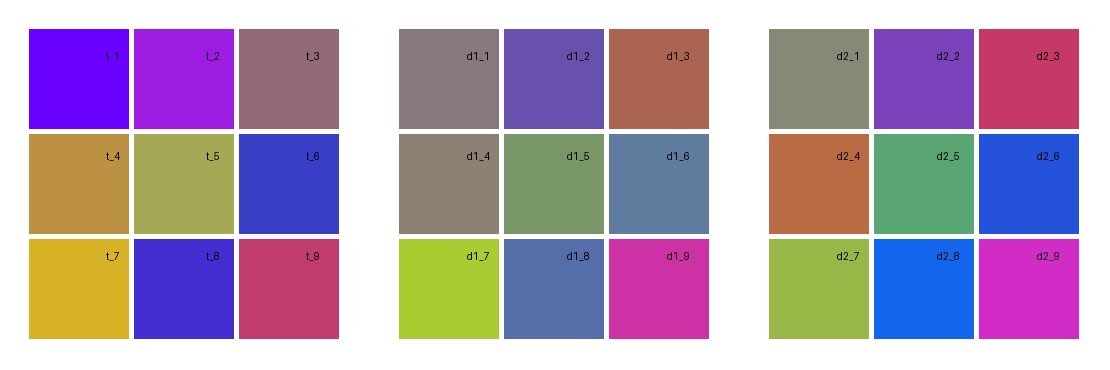 t_1 t_2 t_3 d1_1 d1_2 d1_3 d2_1 d2_2 d2_3
t_4 t_5 t_6 d1_4 d1_5 d1_6 d2_4 d2_5 d2_6
t_7 t_8 t_9 d1_7 d1_8 d1_9 d2_7 d2_8 d2_9